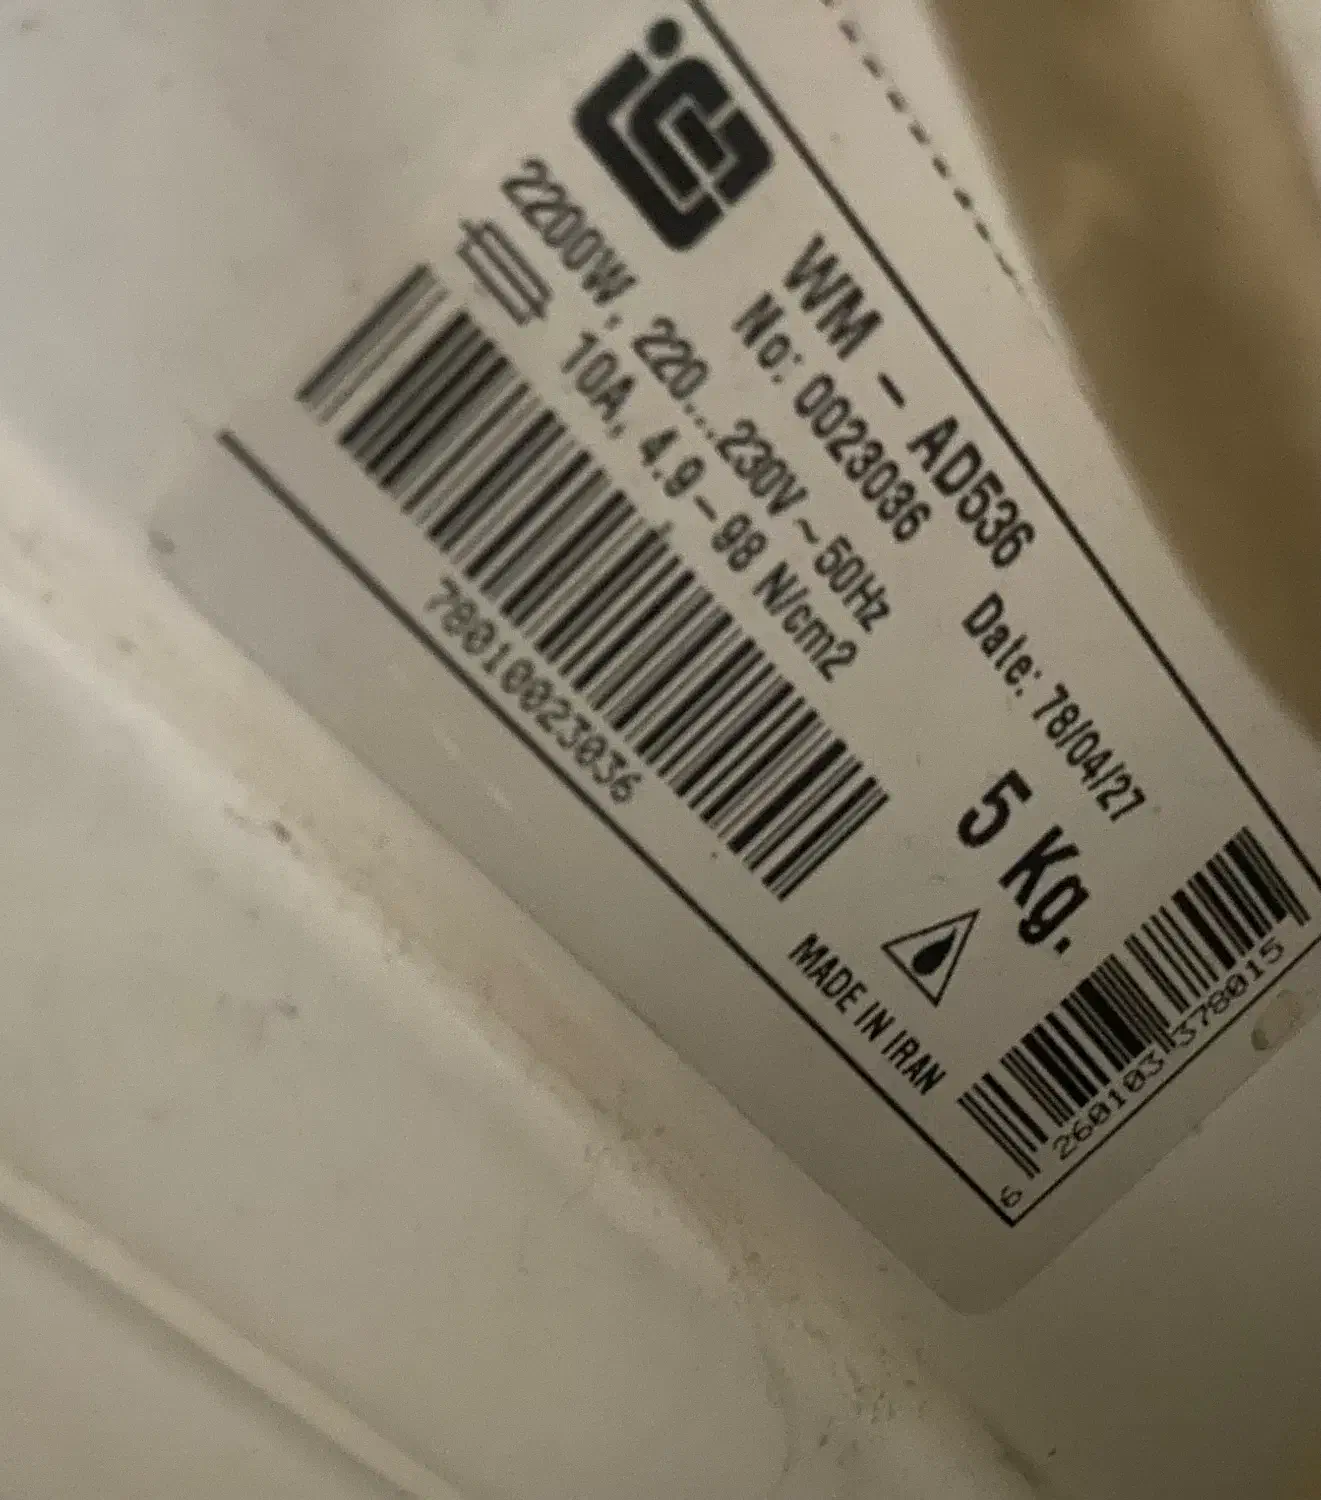 WM - AD536
No: 0023036 Date: 78/04/27
2200W, 220...230V ~ 50Hz
10A, 4.9 - 98 N/cm2
5 Kg.
78010023036
MADE IN IRAN
6 260103 378015